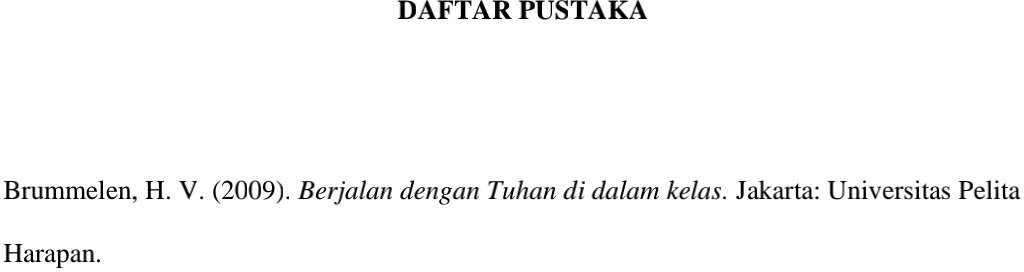 DAFTAR PUSTAKA
Brummelen, H. V. (2009). Berjalan dengan Tuhan di dalam kelas. Jakarta: Universitas Pelita
Harapan.